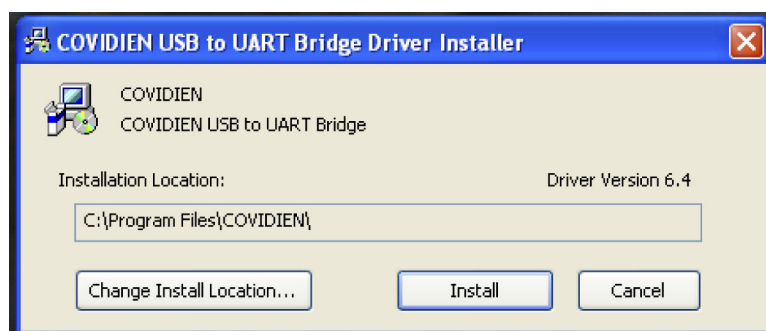 COVIDIEN USB to UART Bridge Driver Installer
COVIDIEN
COVIDIEN USB to UART Bridge
Installation Location: Driver Version 6.4
C:\Program Files\COVIDIEN\
Change Install Location... Install Cancel